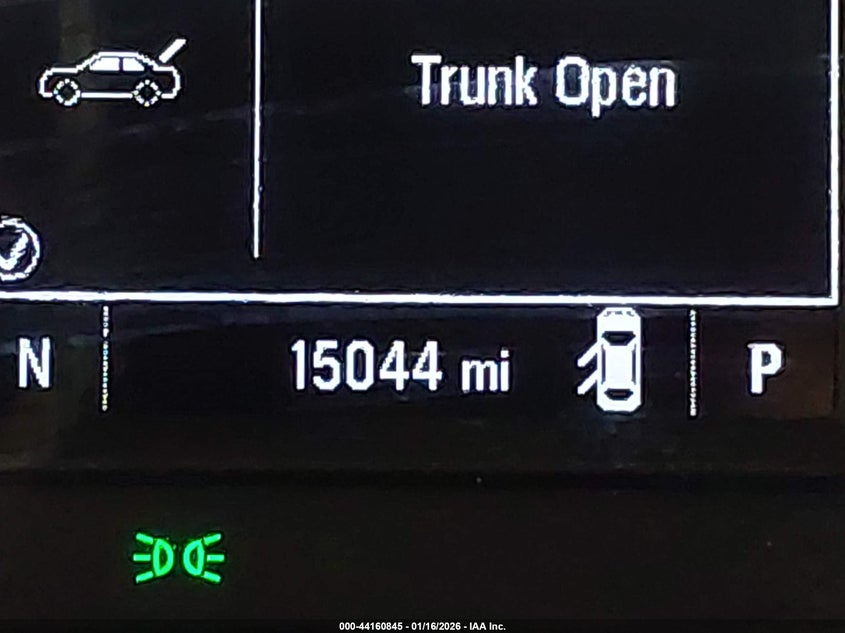 Trunk Open
N
15044 mi
P
000-44160845 - 01/16/2026 - IAA Inc.